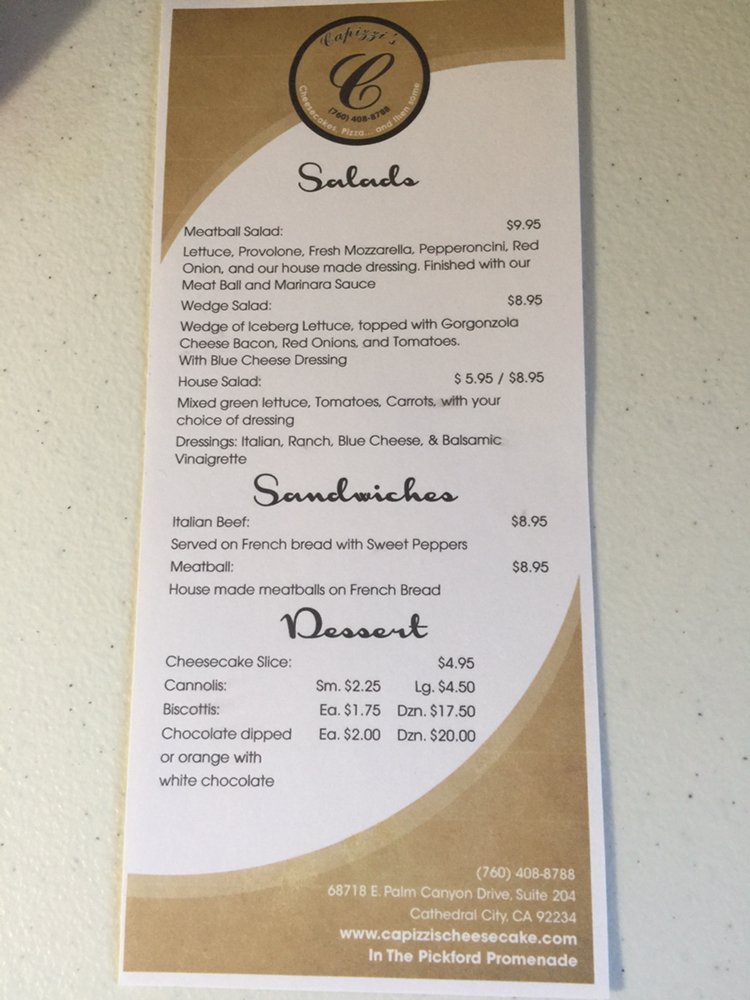 Capizzi's
C
(760) 408-8788
Cheesecakes, Pizza... and then some
Salads
Meatball Salad: $9.95
Lettuce, Provolone, Fresh Mozzarella, Pepperoncini, Red
Onion, and our house made dressing. Finished with our
Meat Ball and Marinara Sauce
Wedge Salad: $8.95
Wedge of Iceberg Lettuce, topped with Gorgonzola
Cheese Bacon, Red Onions, and Tomatoes.
With Blue Cheese Dressing
House Salad: $ 5.95 / $8.95
Mixed green lettuce, Tomatoes, Carrots, with your
choice of dressing
Dressings: Italian, Ranch, Blue Cheese, & Balsamic
Vinaigrette
Sandwiches
Italian Beef: $8.95
Served on French bread with Sweet Peppers
Meatball: $8.95
House made meatballs on French Bread
Dessert
Cheesecake Slice: $4.95
Cannolis: Sm. $2.25 Lg. $4.50
Biscottis: Ea. $1.75 Dzn. $17.50
Chocolate dipped Ea. $2.00 Dzn. $20.00
or orange with
white chocolate
(760) 408-8788
68718 E. Palm Canyon Drive, Suite 204
Cathedral City, CA 92234
www.capizzischeesecake.com
In The Pickford Promenade